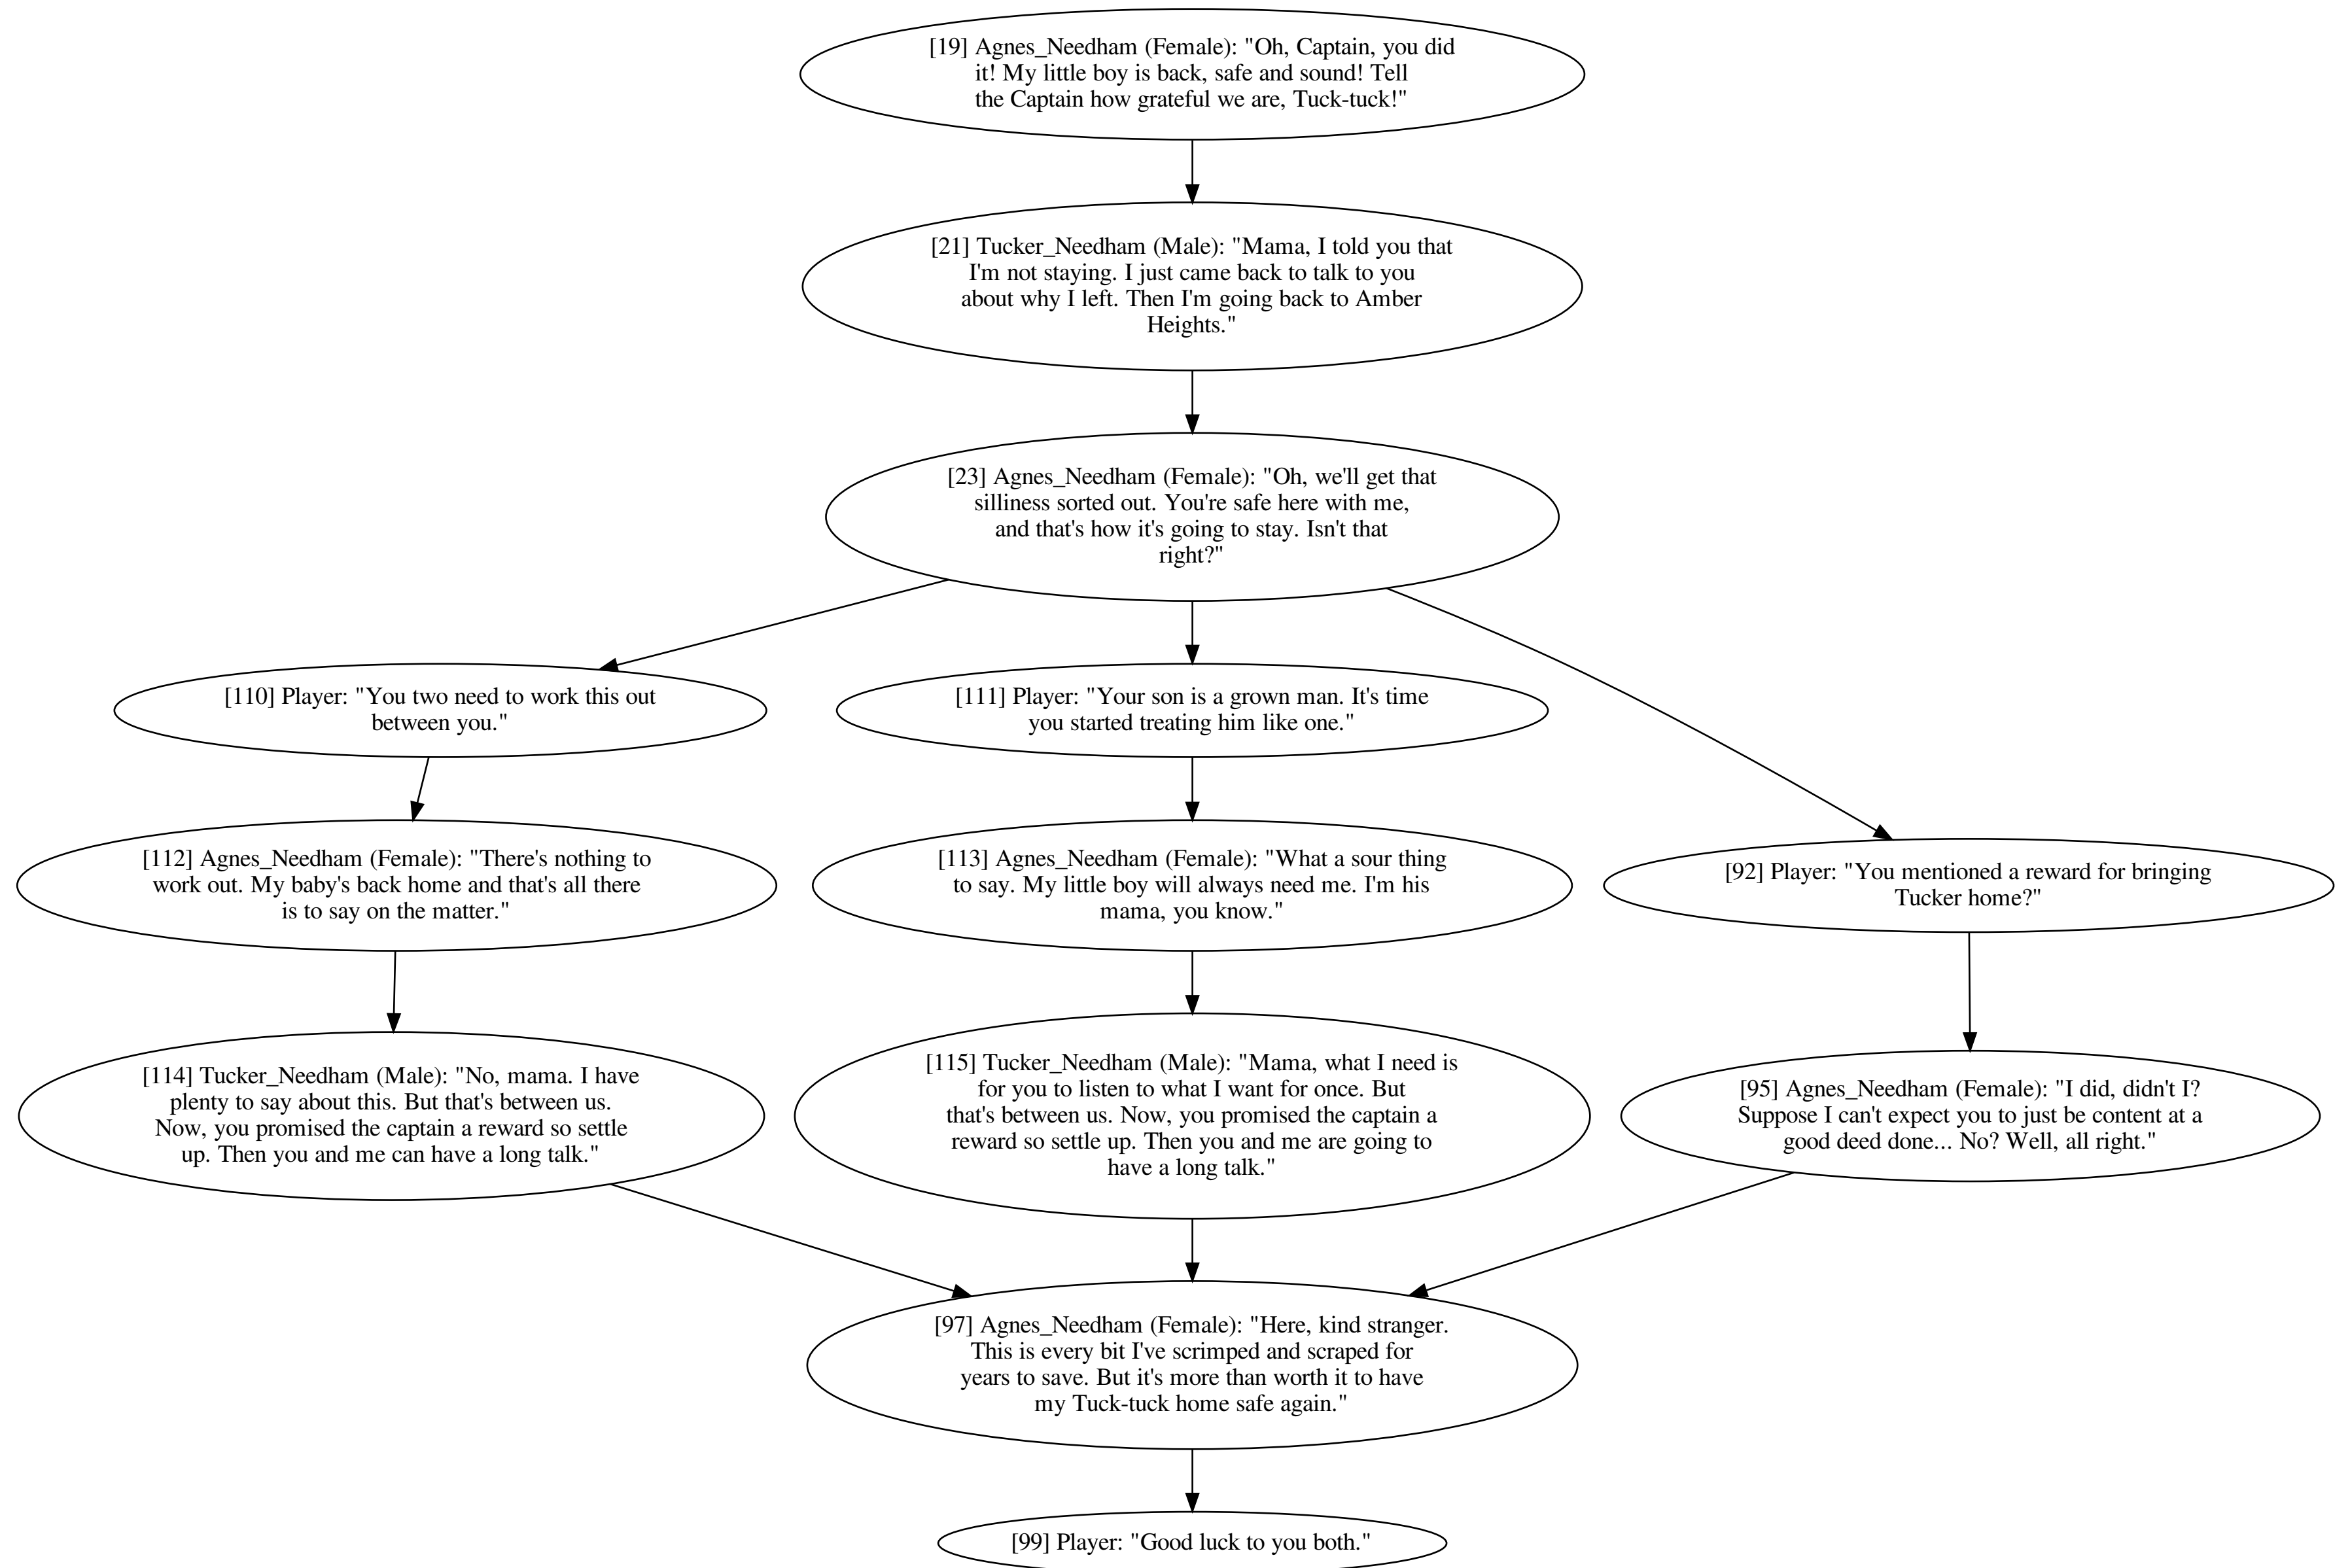 [19] Agnes_Needham (Female): "Oh, Captain, you did
it! My little boy is back, safe and sound! Tell
the Captain how grateful we are, Tuck-tuck!"
[21] Tucker_Needham (Male): "Mama, I told you that
I'm not staying. I just came back to talk to you
about why I left. Then I'm going back to Amber
Heights."
[23] Agnes_Needham (Female): "Oh, we'll get that
silliness sorted out. You're safe here with me,
and that's how it's going to stay. Isn't that
right?"
[110] Player: "You two need to work this out
between you."
[111] Player: "Your son is a grown man. It's time
you started treating him like one."
[92] Player: "You mentioned a reward for bringing
Tucker home?"
[112] Agnes_Needham (Female): "There's nothing to
work out. My baby's back home and that's all there
is to say on the matter."
[113] Agnes_Needham (Female): "What a sour thing
to say. My little boy will always need me. I'm his
mama, you know."
[114] Tucker_Needham (Male): "No, mama. I have
plenty to say about this. But that's between us.
Now, you promised the captain a reward so settle
up. Then you and me can have a long talk."
[115] Tucker_Needham (Male): "Mama, what I need is
for you to listen to what I want for once. But
that's between us. Now, you promised the captain a
reward so settle up. Then you and me are going to
have a long talk."
[95] Agnes_Needham (Female): "I did, didn't I?
Suppose I can't expect you to just be content at a
good deed done... No? Well, all right."
[97] Agnes_Needham (Female): "Here, kind stranger.
This is every bit I've scrimped and scraped for
years to save. But it's more than worth it to have
my Tuck-tuck home safe again."
[99] Player: "Good luck to you both."